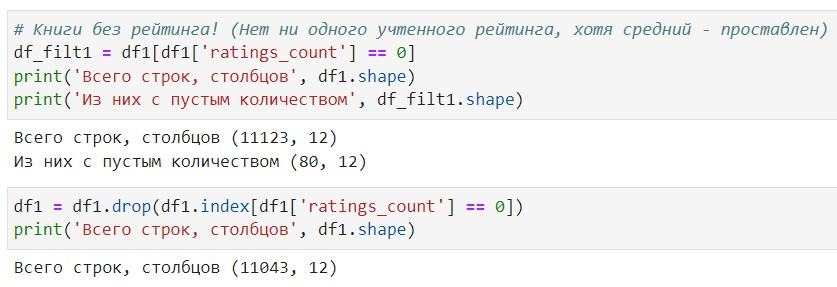 # Книги без рейтинга! (Нет ни одного учтенного рейтинга, хотя средний - проставлен)
df_filt1 = df1[df1['ratings_count'] == 0]
print('Всего строк, столбцов', df1.shape)
print('Из них с пустым количеством', df_filt1.shape)
Всего строк, столбцов (11123, 12)
Из них с пустым количеством (80, 12)
df1 = df1.drop(df1.index[df1['ratings_count'] == 0])
print('Всего строк, столбцов', df1.shape)
Всего строк, столбцов (11043, 12)